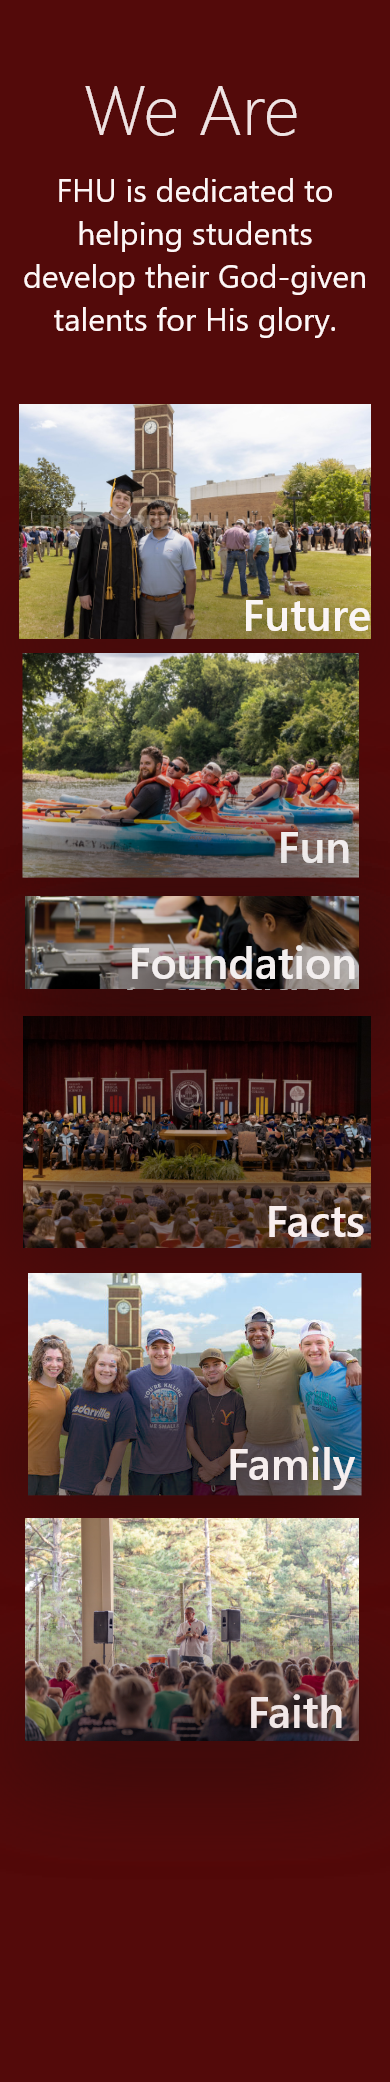 We Are
FHU is dedicated to
helping students
develop their God-given
talents for His glory.
Future
Fun
Foundation
Facts
Family
Faith